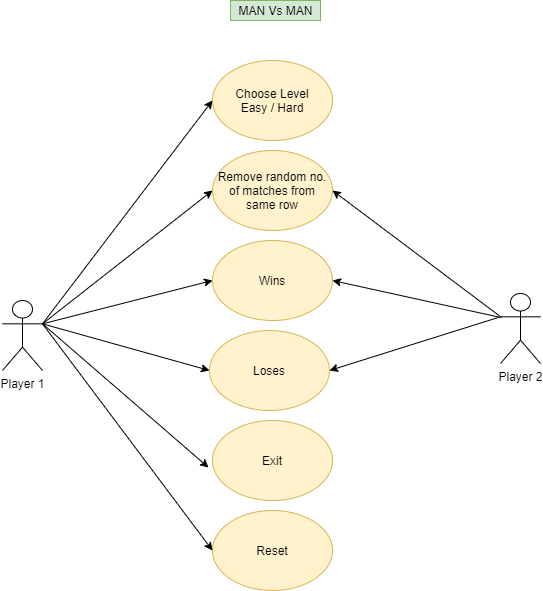 MAN Vs MAN
Choose Level
Easy / Hard
Remove random no.
of matches from
same row
Wins
Loses
Exit
Reset
Player 1
Player 2